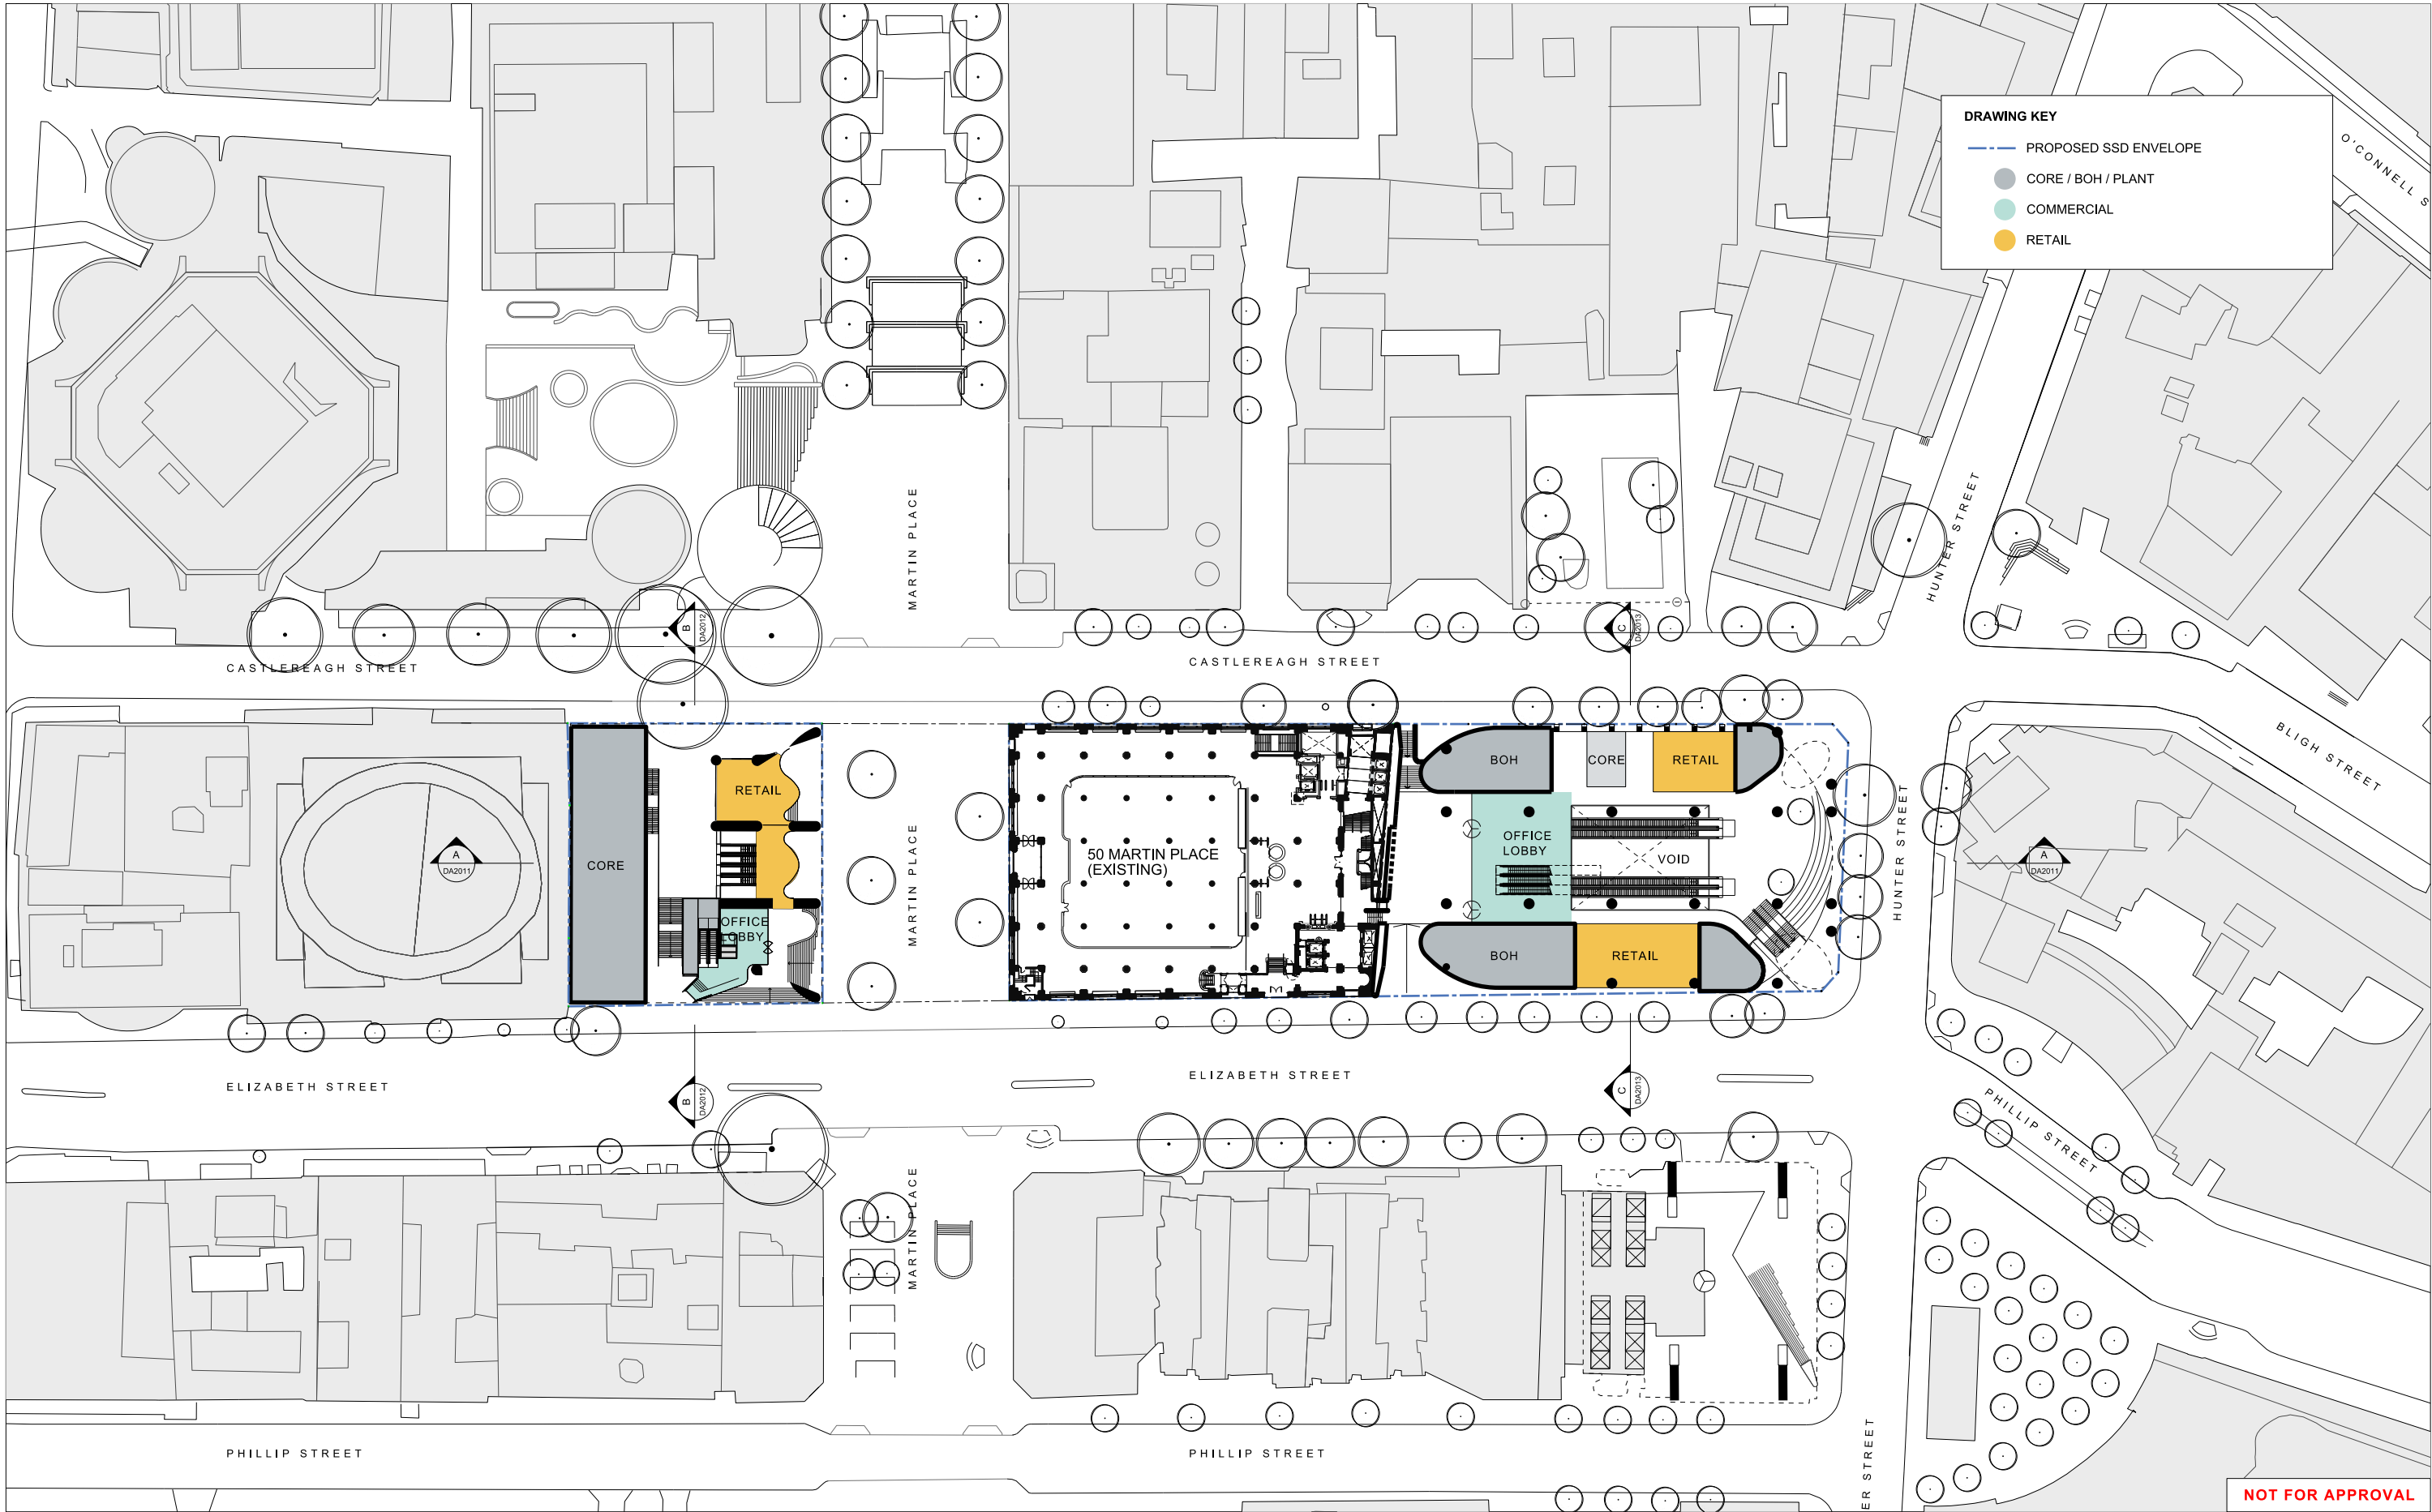 DRAWING KEY
PROPOSED SSD ENVELOPE
CORE / BOH / PLANT
COMMERCIAL
RETAIL
O'CONNELL S
HUNTER STREET
MARTIN PLACE
B
DA2012
C
DA2013
CASTLEREAGH STREET
CASTLEREAGH STREET
BLIGH STREET
RETAIL
CORE
OFFICE
LOBBY
A
DA2011
MARTIN PLACE
50 MARTIN PLACE
(EXISTING)
BOH
CORE
RETAIL
OFFICE
LOBBY
VOID
BOH
RETAIL
HUNTER STREET
A
DA2011
ELIZABETH STREET
B
DA2012
ELIZABETH STREET
C
DA2013
PHILLIP STREET
MARTIN PLACE
PHILLIP STREET
PHILLIP STREET
ER STREET
NOT FOR APPROVAL